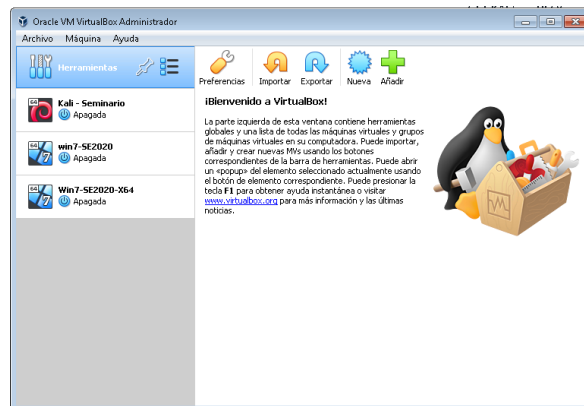 Oracle VM VirtualBox Administrador
Archivo Máquina Ayuda
Herramientas
Preferencias Importar Exportar Nueva Añadir
64
Kali - Seminario
Apagada
64
7
win7-SE2020
Apagada
64
7
Win7-SE2020-X64
Apagada
¡Bienvenido a VirtualBox!
La parte izquierda de esta ventana contiene herramientas
globales y una lista de todas las máquinas virtuales y grupos
de máquinas virtuales en su computadora. Puede importar,
añadir y crear nuevas MVs usando los botones
correspondientes de la barra de herramientas. Puede abrir
un «popup» del elemento seleccionado actualmente usando
el botón de elemento correspondiente. Puede presionar la
tecla F1 para obtener ayuda instantánea o visitar
www.virtualbox.org para más información y las últimas
noticias.